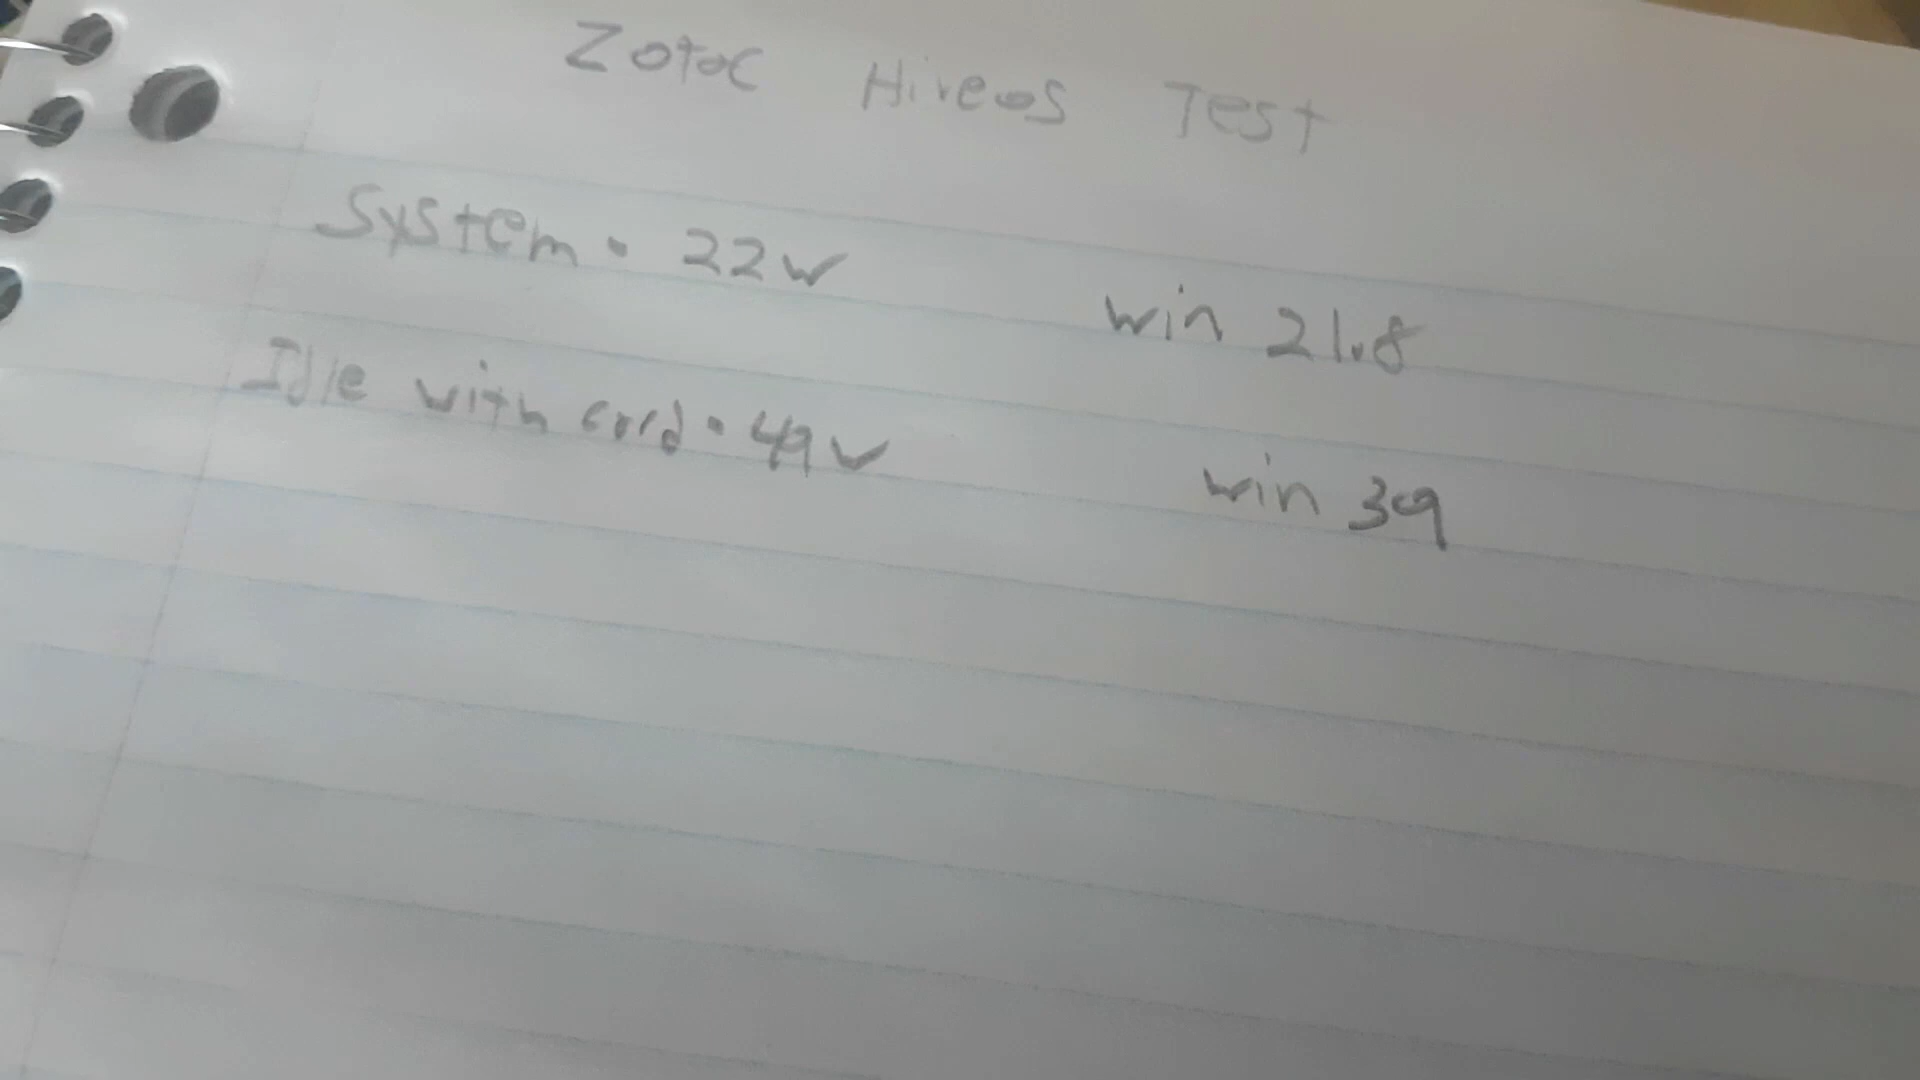 Zotac Hiveos Test
System • 22w win 21.8
Idle with card • 49w win 39